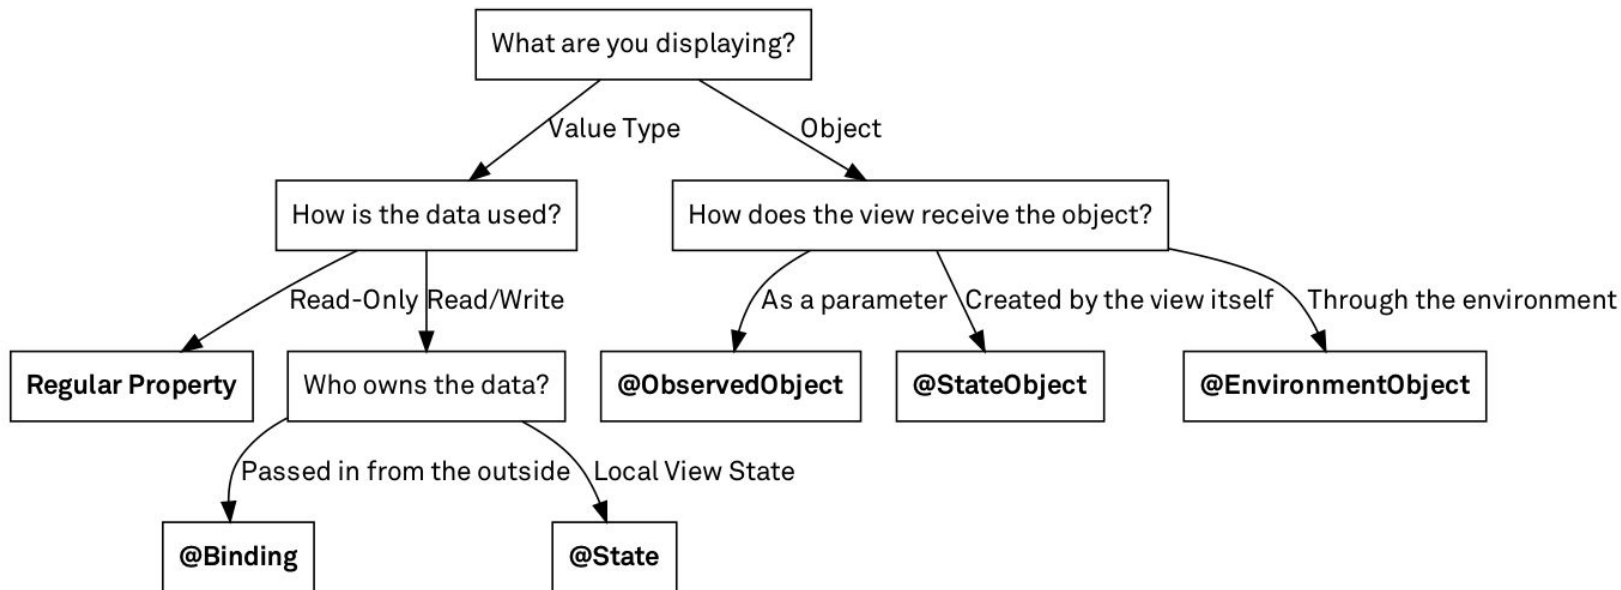 What are you displaying?
Value Type
Object
How is the data used?
How does the view receive the object?
Read-Only
Read/Write
As a parameter
Created by the view itself
Through the environment
Regular Property
Who owns the data?
@ObservedObject
@StateObject
@EnvironmentObject
Passed in from the outside
Local View State
@Binding
@State